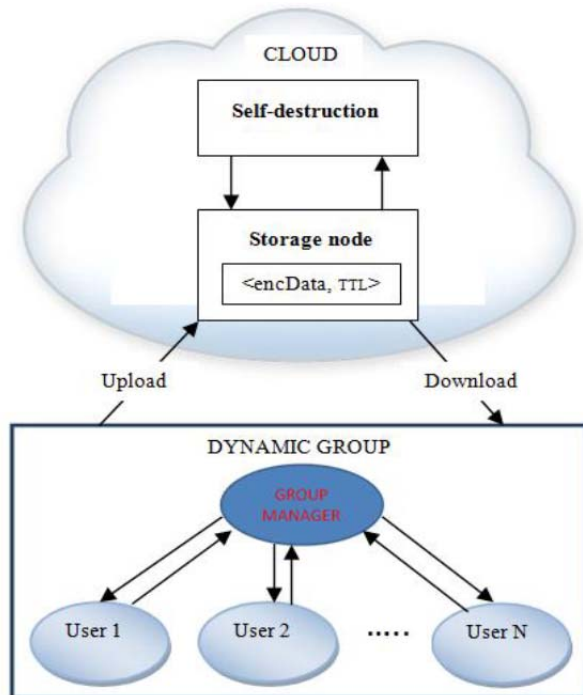 CLOUD
Self-destruction
Storage node
<encData, TTL>
Upload
Download
DYNAMIC GROUP
GROUP
MANAGER
User 1
User 2
.....
User N